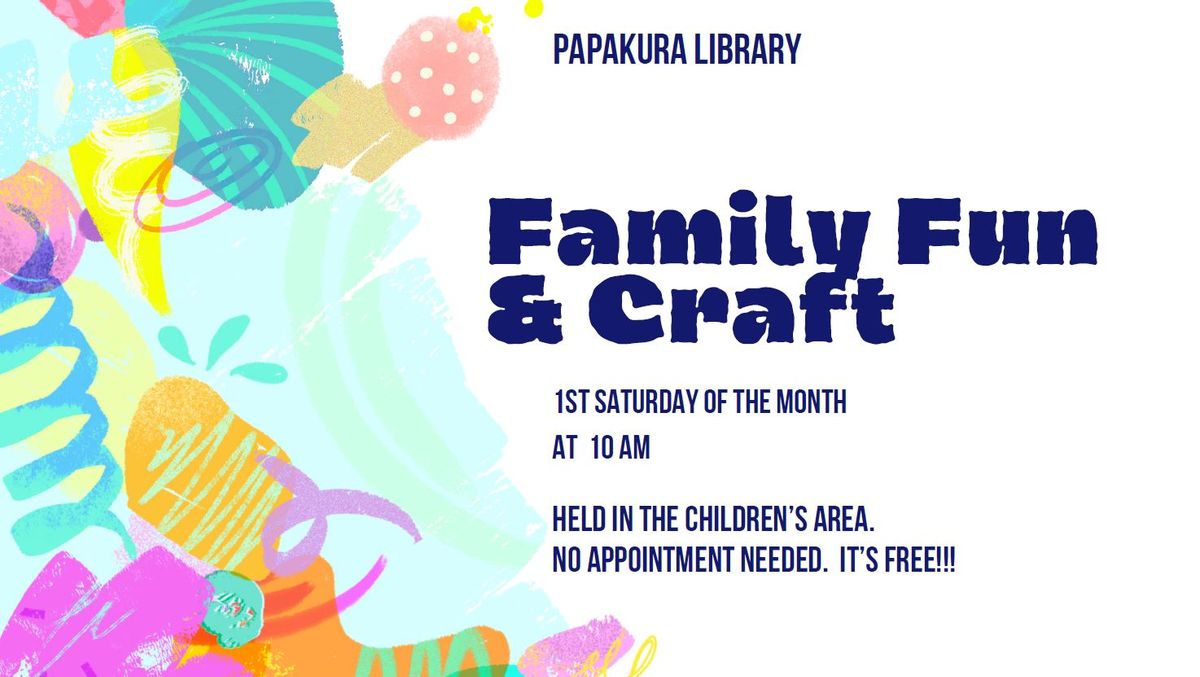 PAPAKURA LIBRARY
Family Fun
& Craft
1ST SATURDAY OF THE MONTH
AT 10 AM
HELD IN THE CHILDREN'S AREA.
NO APPOINTMENT NEEDED. IT'S FREE!!!